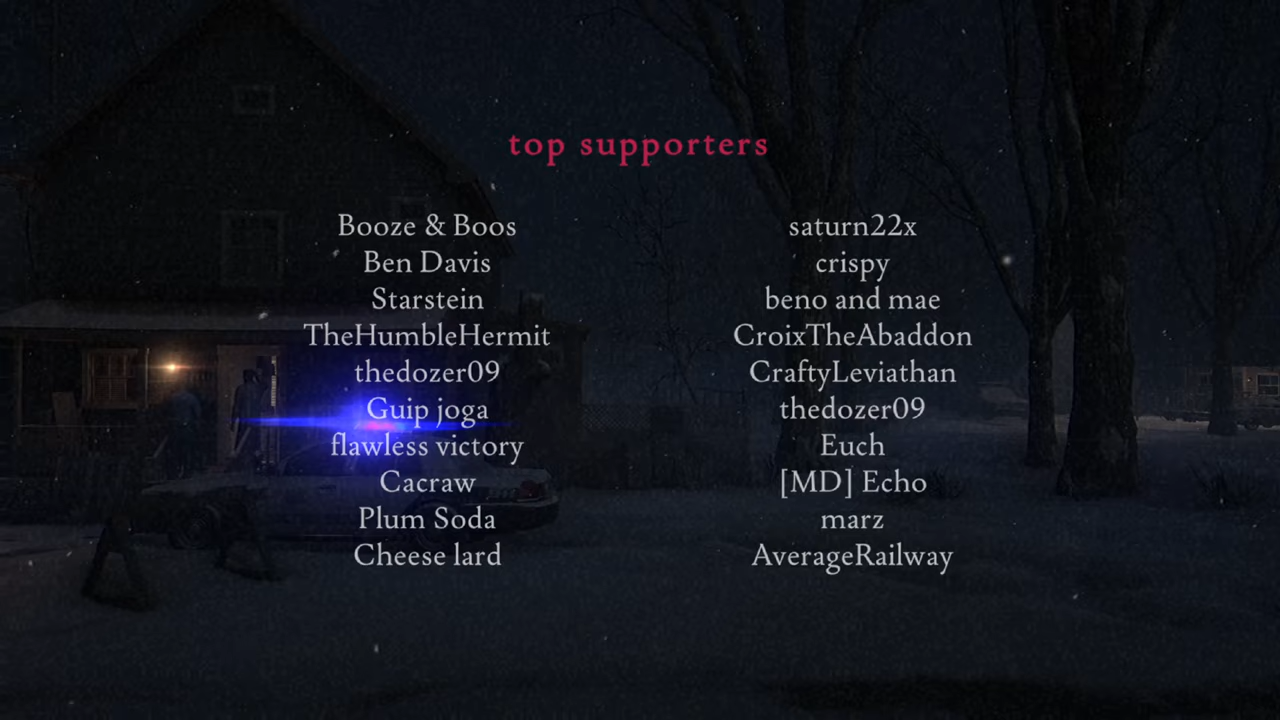 top supporters
Booze & Boos
Ben Davis
Starstein
TheHumbleHermit
thedozer09
Guip joga
flawless victory
Cacraw
Plum Soda
Cheese lard
saturn22x
crispy
beno and mae
CroixTheAbaddon
CraftyLeviathan
thedozer09
Euch
[MD] Echo
marz
AverageRailway